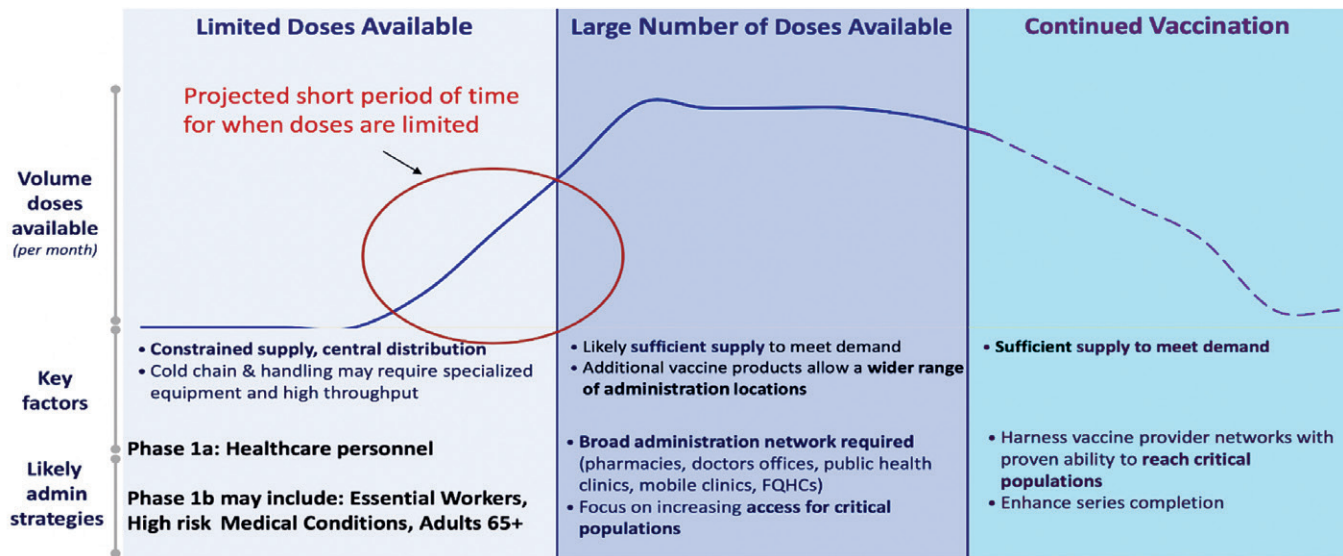 Limited Doses Available
Large Number of Doses Available
Continued Vaccination
Projected short period of time
for when doses are limited
Volume
doses
available
(per month)
Key
factors
• Constrained supply, central distribution
• Cold chain & handling may require specialized
equipment and high throughput
• Likely sufficient supply to meet demand
• Additional vaccine products allow a wider range
of administration locations
• Sufficient supply to meet demand
Likely
admin
strategies
Phase 1a: Healthcare personnel
Phase 1b may include: Essential Workers,
High risk Medical Conditions, Adults 65+
• Broad administration network required
(pharmacies, doctors offices, public health
clinics, mobile clinics, FQHCs)
• Focus on increasing access for critical
populations
• Harness vaccine provider networks with
proven ability to reach critical
populations
• Enhance series completion